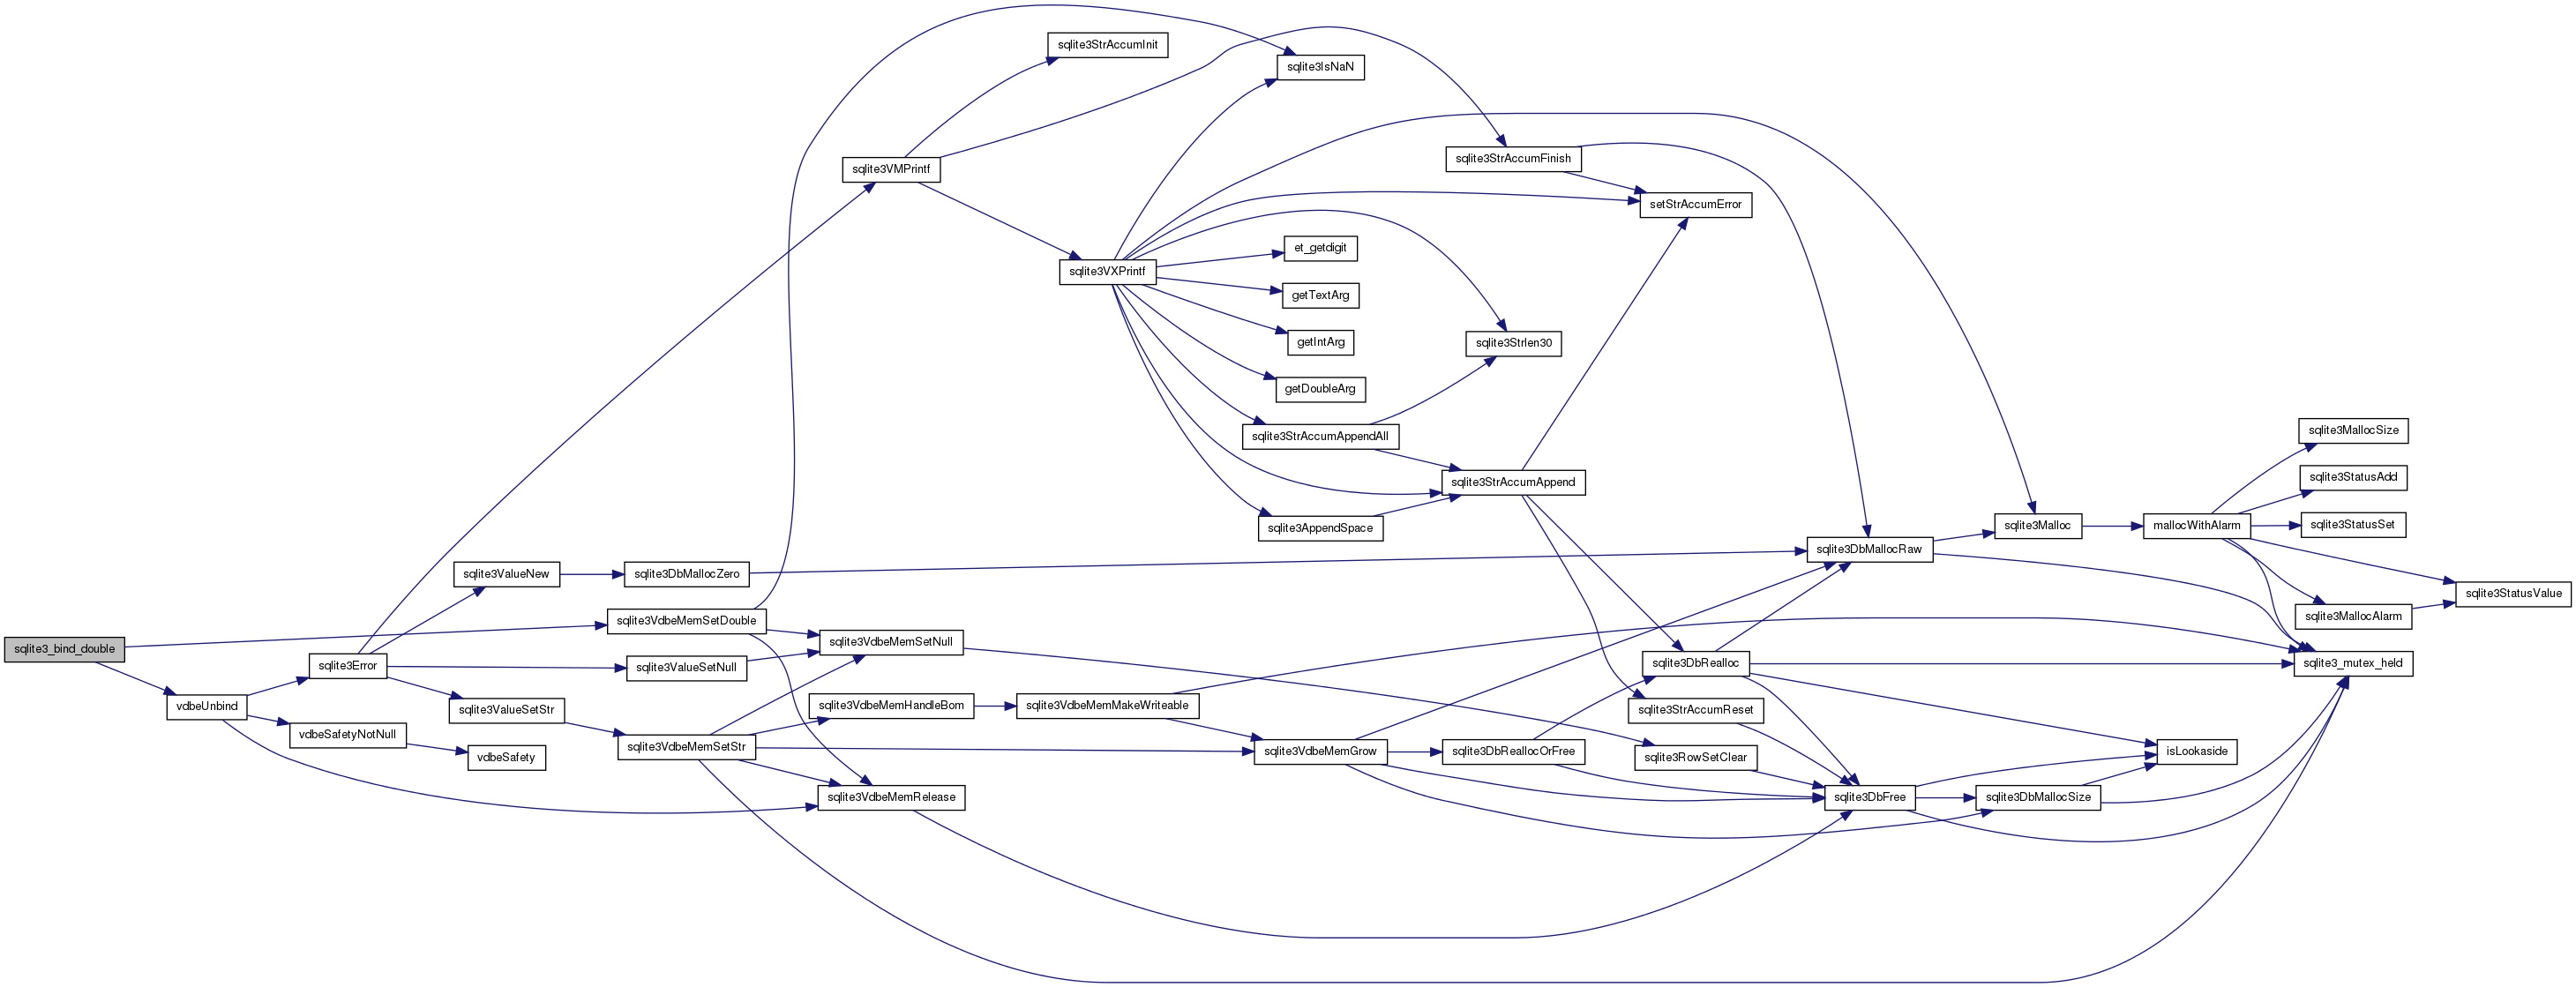 sqlite3_bind_double
vdbeUnbind
sqlite3Error
vdbeSafetyNotNull
vdbeSafety
sqlite3ValueNew
sqlite3ValueSetStr
sqlite3DbMallocZero
sqlite3VdbeMemSetDouble
sqlite3ValueSetNull
sqlite3VdbeMemSetStr
sqlite3VMPrintf
sqlite3VdbeMemSetNull
sqlite3VdbeMemHandleBom
sqlite3VdbeMemRelease
sqlite3StrAccumInit
sqlite3VXPrintf
sqlite3VdbeMemMakeWriteable
sqlite3IsNaN
et_getdigit
getTextArg
getIntArg
getDoubleArg
sqlite3StrAccumAppendAll
sqlite3AppendSpace
sqlite3VdbeMemGrow
sqlite3StrAccumFinish
sqlite3Strlen30
sqlite3StrAccumAppend
sqlite3DbReallocOrFree
setStrAccumError
sqlite3DbRealloc
sqlite3StrAccumReset
sqlite3RowSetClear
sqlite3DbMallocRaw
sqlite3DbFree
sqlite3Malloc
sqlite3DbMallocSize
mallocWithAlarm
isLookaside
sqlite3MallocSize
sqlite3StatusAdd
sqlite3StatusSet
sqlite3MallocAlarm
sqlite3_mutex_held
sqlite3StatusValue